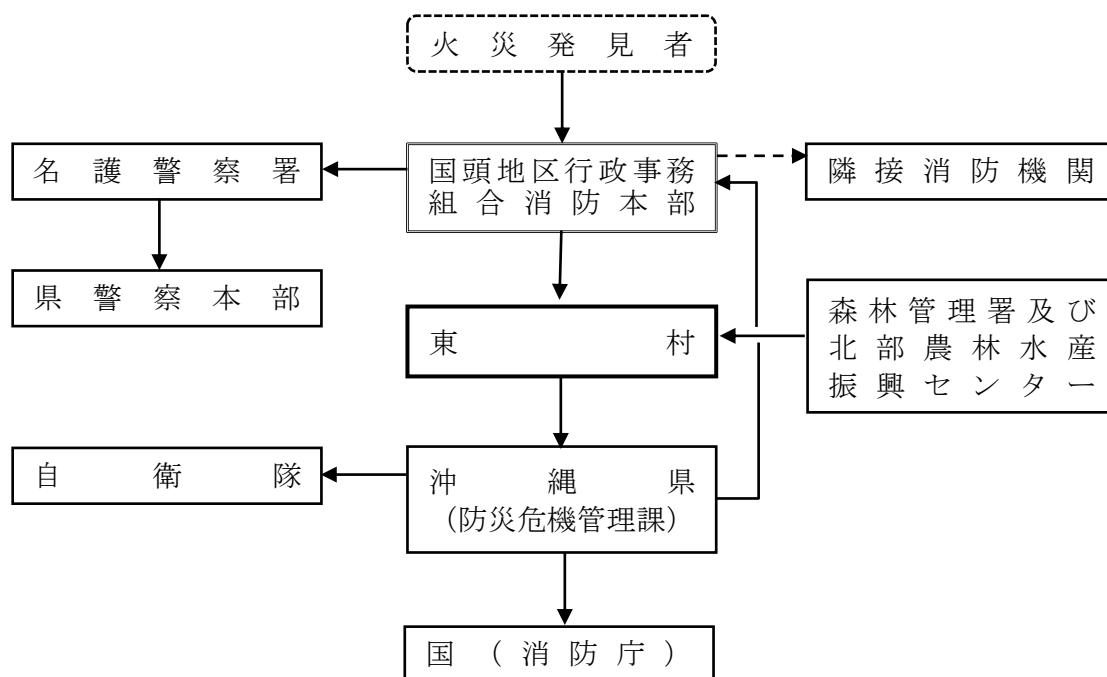 火災発見者
名護警察署
国頭地区行政事務
組合消防本部
隣接消防機関
県警察本部
東村
森林管理署及び
北部農林水産
振興センター
自衛隊
沖縄県
（防災危機管理課）
国（消防庁）